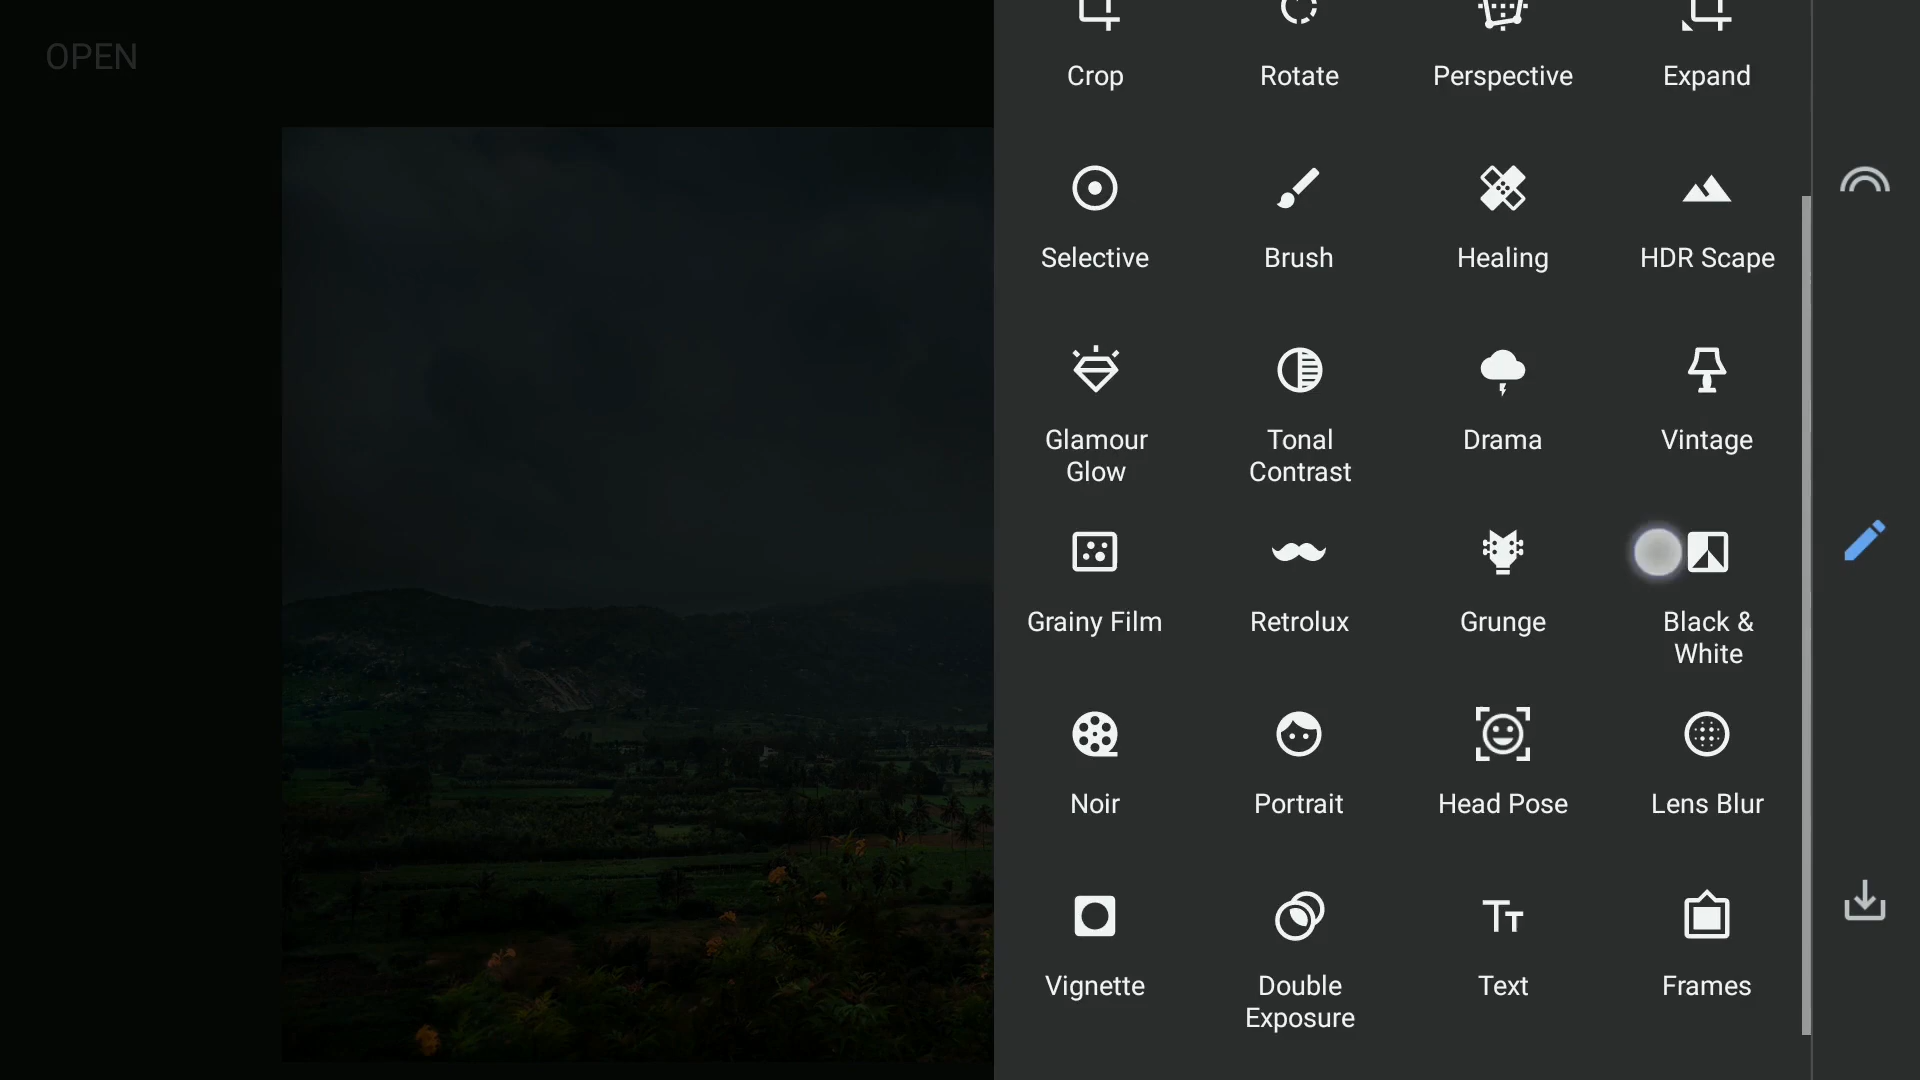 OPEN
Crop
Rotate
Perspective
Expand
Selective
Brush
Healing
HDR Scape
Glamour
Glow
Tonal
Contrast
Drama
Vintage
Grainy Film
Retrolux
Grunge
Black &
White
Noir
Portrait
Head Pose
Lens Blur
Vignette
Double
Exposure
Text
Frames